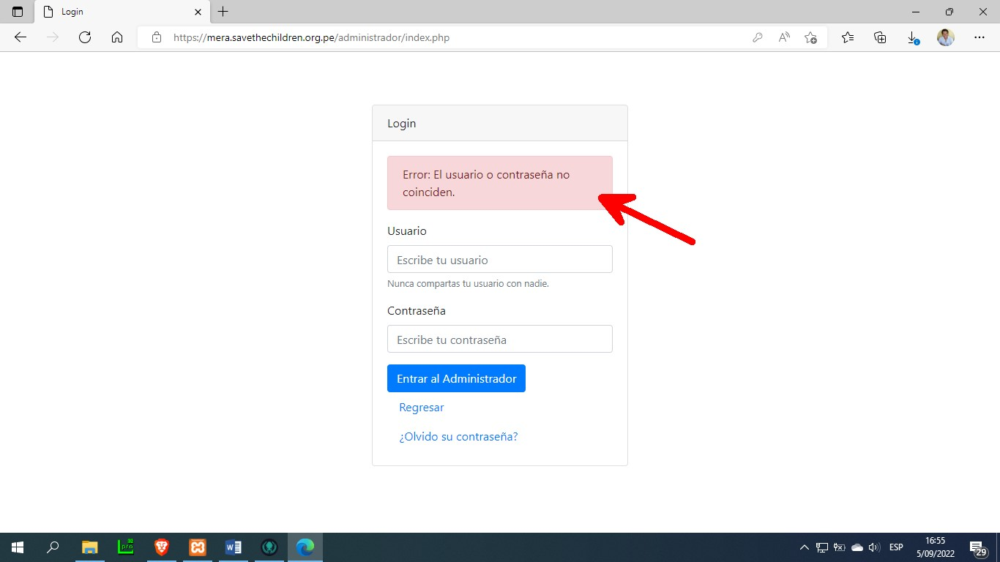 Login
https://mera.savethechildren.org.pe/administrador/index.php
Login
Error: El usuario o contraseña no
coinciden.
Usuario
Escribe tu usuario
Nunca compartas tu usuario con nadie.
Contraseña
Escribe tu contraseña
Entrar al Administrador
Regresar
¿Olvido su contraseña?
pro
ESP
16:55
5/09/2022
29